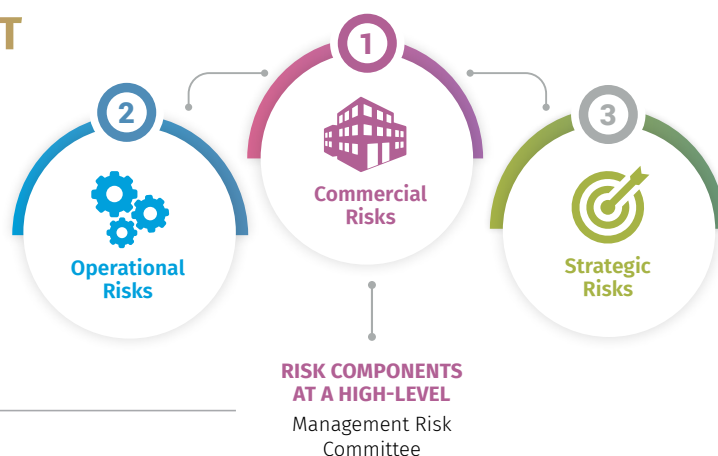 T
1
Commercial
Risks
2
Operational
Risks
3
Strategic
Risks
RISK COMPONENTS
AT A HIGH-LEVEL
Management Risk
Committee